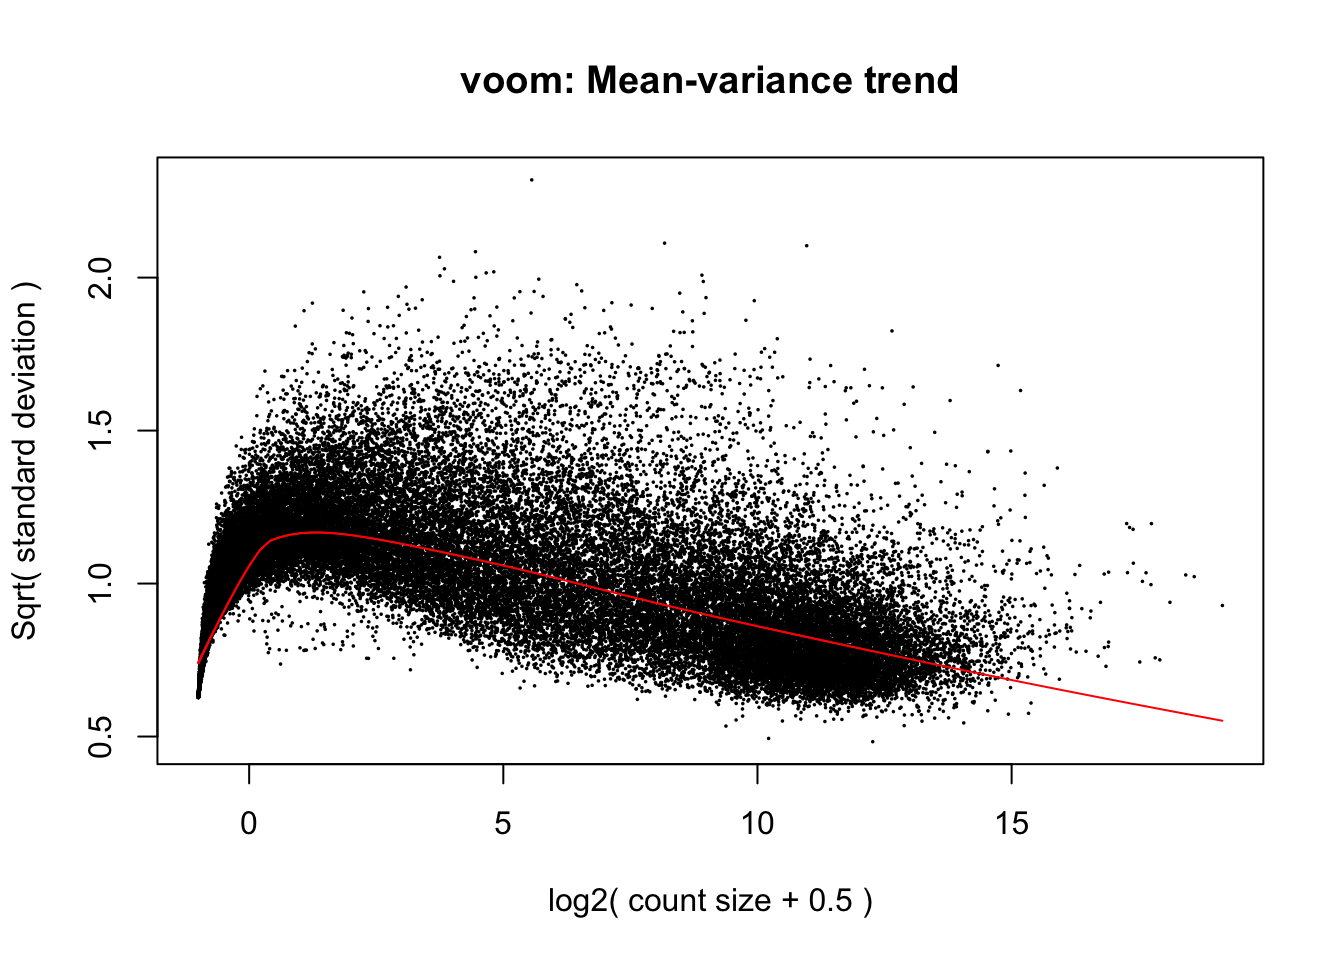 voom: Mean-variance trend
Sqrt( standard deviation )
2.0
1.5
1.0
0.5
0 5 10 15
log2( count size + 0.5 )